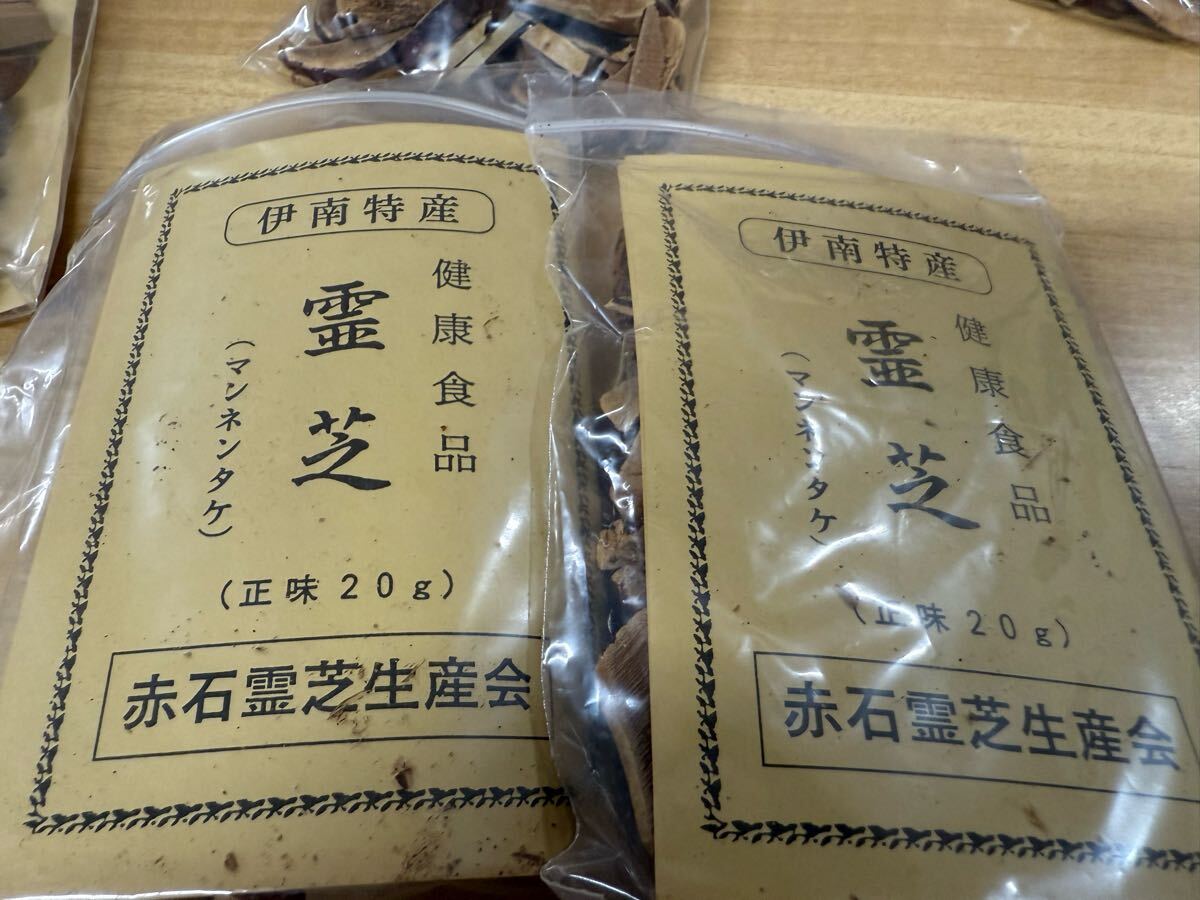 伊南特産
健康食品
霊芝
(マンネンタケ)
(正味20g)
赤石霊芝生産会
伊南特産
健康食品
霊芝
(マンネンタケ)
(正味20g)
赤石霊芝生産会